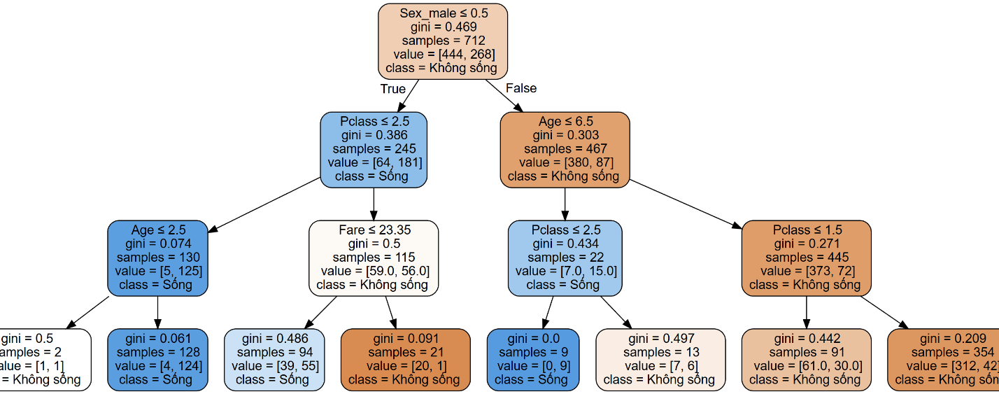 Sex_male ≤ 0.5
gini = 0.469
samples = 712
value = [444, 268]
class = Không sống
True
False
Pclass ≤ 2.5
gini = 0.386
samples = 245
value = [64, 181]
class = Sống
Age ≤ 6.5
gini = 0.303
samples = 467
value = [380, 87]
class = Không sống
Age ≤ 2.5
gini = 0.074
samples = 130
value = [5, 125]
class = Sống
Fare ≤ 23.35
gini = 0.5
samples = 115
value = [59.0, 56.0]
class = Không sống
Pclass ≤ 2.5
gini = 0.434
samples = 22
value = [7.0, 15.0]
class = Sống
Pclass ≤ 1.5
gini = 0.271
samples = 445
value = [373, 72]
class = Không sống
gini = 0.5
samples = 2
alue = [1, 1]
= Không sống
gini = 0.061
samples = 128
value = [4, 124]
class = Sống
gini = 0.486
samples = 94
value = [39, 55]
class = Sống
gini = 0.091
samples = 21
value = [20, 1]
class = Không sống
gini = 0.0
samples = 9
value = [0, 9]
class = Sống
gini = 0.497
samples = 13
value = [7, 6]
class = Không sống
gini = 0.442
samples = 91
value = [61.0, 30.0]
class = Không sống
gini = 0.209
samples = 354
value = [312, 42
class = Không sốn